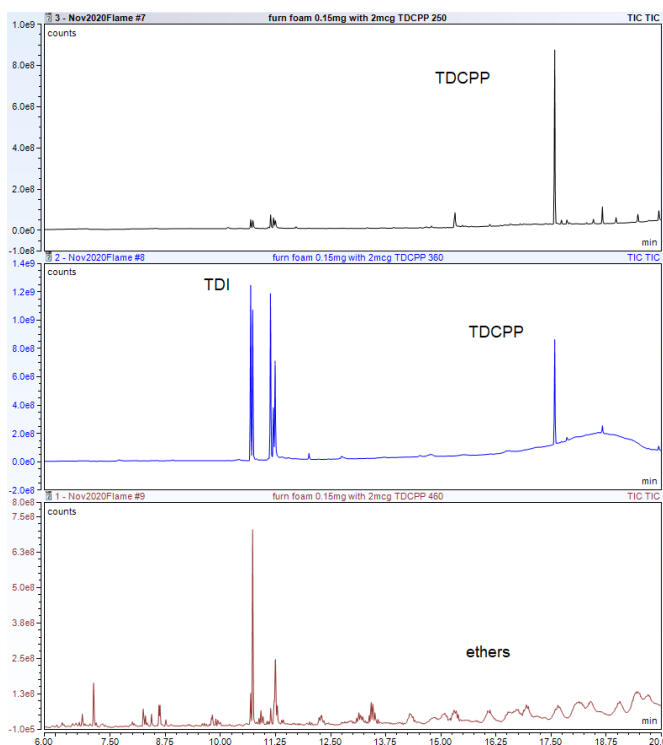 3 - Nov2020Flame #7 furn foam 0.15mg with 2mcg TDCPP 250 TIC TIC
1.0e9
counts
TDCPP
8.0e8
6.0e8
4.0e8
2.0e8
0.0e0
min
-1.0e8
2 - Nov2020Flame #8 furn foam 0.15mg with 2mcg TDCPP 360 TIC TIC
1.4e9
counts
TDI
1.2e9
1.0e9
TDCPP
8.0e8
6.0e8
4.0e8
2.0e8
0.0e0
min
-2.0e8
1 - Nov2020Flame #9 furn foam 0.15mg with 2mcg TDCPP 460 TIC TIC
8.0e8
counts
7.5e8
6.3e8
5.0e8
3.8e8
ethers
2.5e8
1.3e8
min
-1.0e5
6.00 7.50 8.75 10.00 11.25 12.50 13.75 15.00 16.25 17.50 18.75 20.0